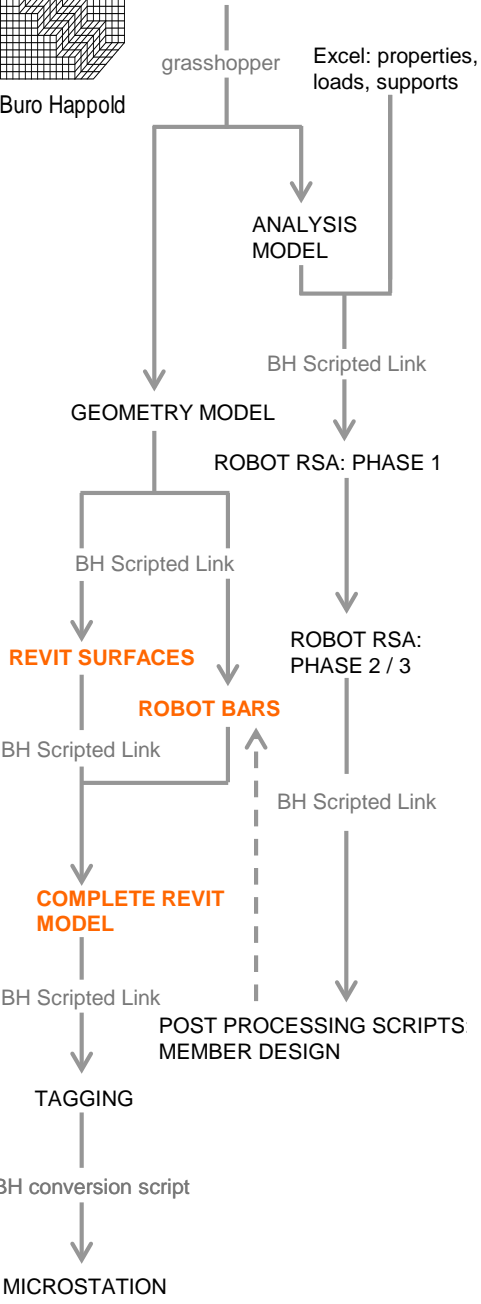 grasshopper
Excel: properties,
loads, supports
Buro Happold
ANALYSIS
MODEL
BH Scripted Link
GEOMETRY MODEL
ROBOT RSA: PHASE 1
BH Scripted Link
ROBOT RSA:
PHASE 2 / 3
REVIT SURFACES
ROBOT BARS
BH Scripted Link
BH Scripted Link
COMPLETE REVIT
MODEL
BH Scripted Link
POST PROCESSING SCRIPTS:
MEMBER DESIGN
TAGGING
BH conversion script
MICROSTATION